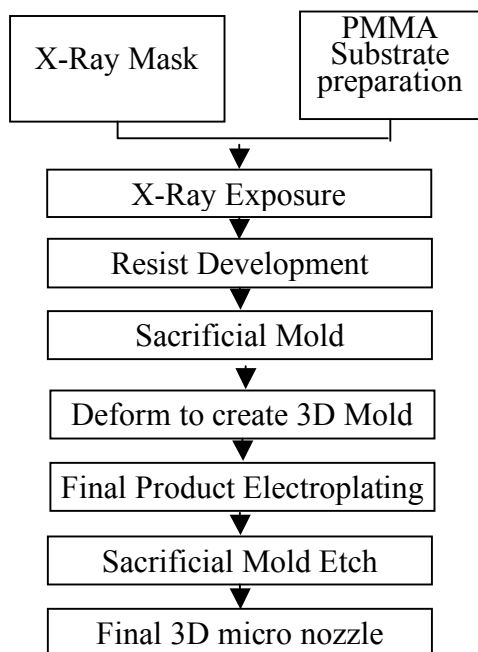 X-Ray Mask
PMMA
Substrate
preparation
X-Ray Exposure
Resist Development
Sacrificial Mold
Deform to create 3D Mold
Final Product Electroplating
Sacrificial Mold Etch
Final 3D micro nozzle